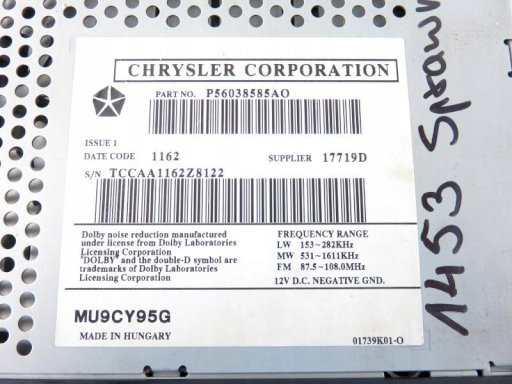 CHRYSLER CORPORATION
PART NO. P56038585AO
ISSUE 1
DATE CODE 1162 SUPPLIER 17719D
S/N TCCAA1162Z8122
Dolby noise reduction manufactured
under license from Dolby Laboratories
Licensing Corporation
"DOLBY" and the double-D symbol are
trademarks of Dolby Laboratories
Licensing Corporation
FREQUENCY RANGE
LW 153~282KHz
MW 531~1611KHz
FM 87.5~108.0MHz
12V D.C. NEGATIVE GND.
MU9CY95G
MADE IN HUNGARY
01739K01-O
1453 Sprawn